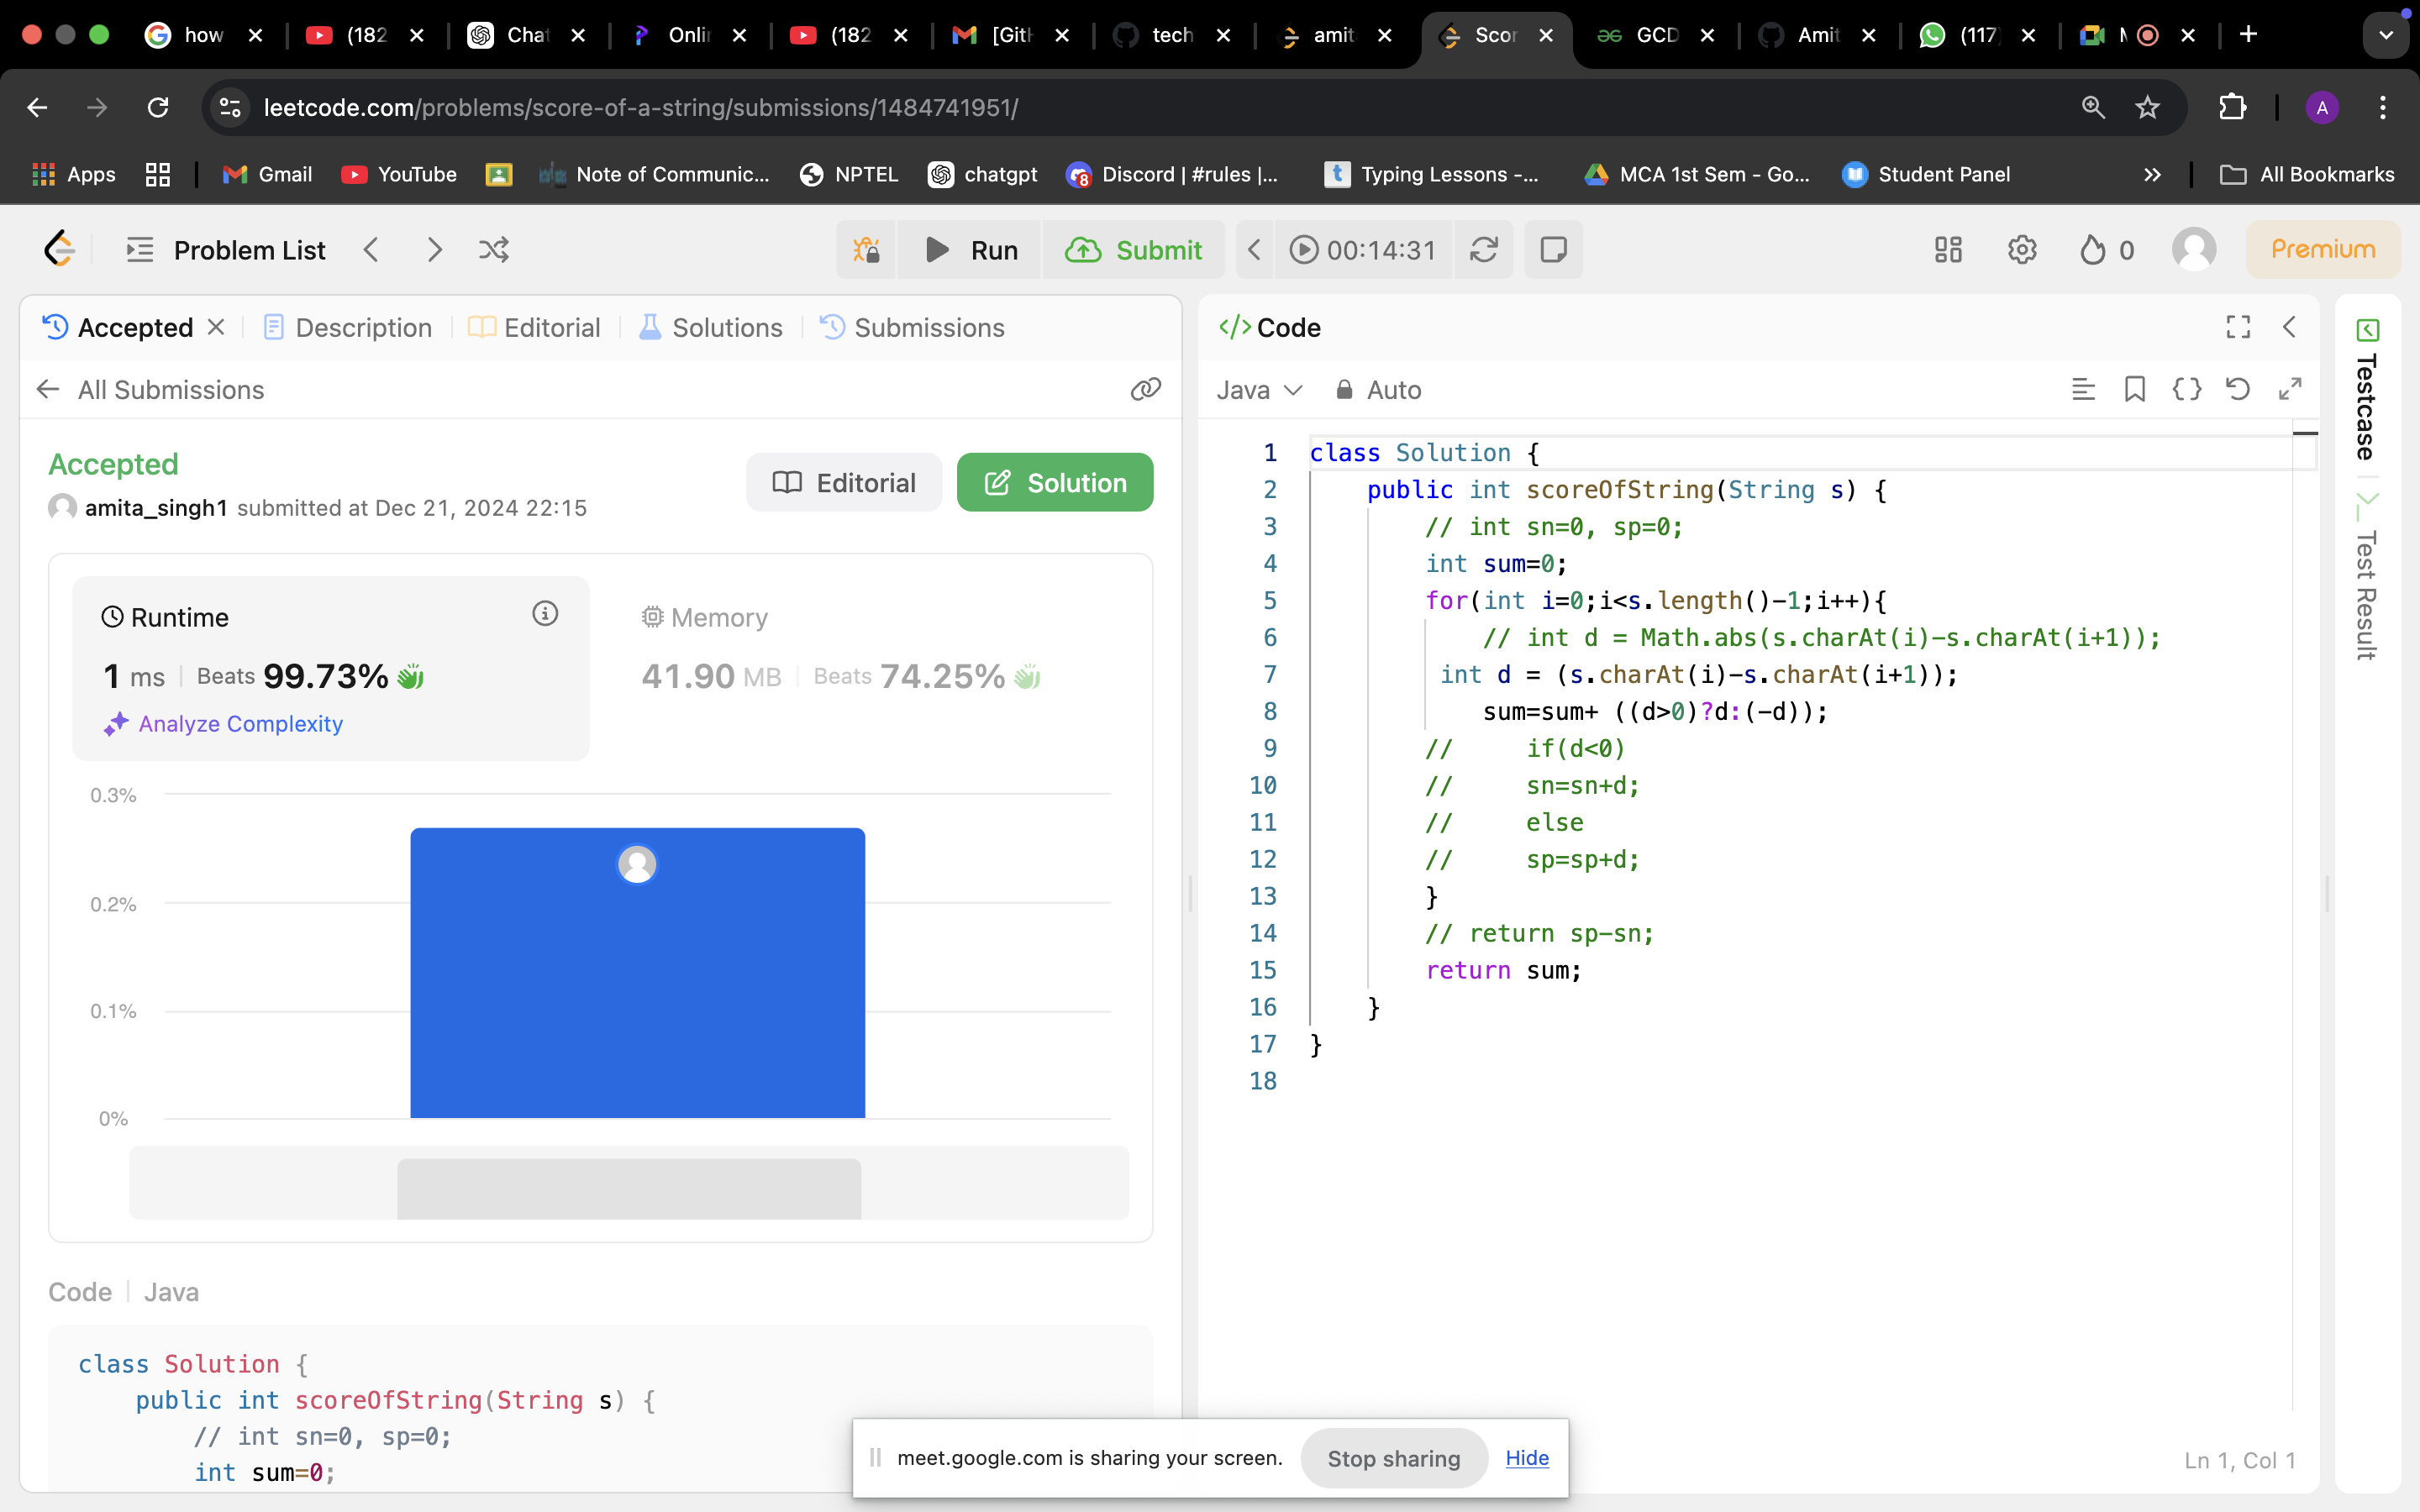 how
(182
Chat
Onli
(182
[GitH
tech
amit
Scor
GCD
Amit
(117
M
leetcode.com/problems/score-of-a-string/submissions/1484741951/
A
Apps
Gmail
YouTube
Note of Communic...
NPTEL
chatgpt
8
Discord | #rules |...
t
Typing Lessons -...
MCA 1st Sem - Go...
Student Panel
»
All Bookmarks
Problem List
Run
Submit
00:14:31
0
Premium
Accepted
Description
Editorial
Solutions
Submissions
All Submissions
Accepted
amita_singh1 submitted at Dec 21, 2024 22:15
Editorial
Solution
Runtime
1 ms | Beats 99.73%
Analyze Complexity
Memory
41.90 MB | Beats 74.25%
0.3%
0.2%
0.1%
0%
Code | Java
class Solution {
public int scoreOfString(String s) {
// int sn=0, sp=0;
int sum=0;
</> Code
Java
Auto
1 class Solution {
2 public int scoreOfString(String s) {
3 // int sn=0, sp=0;
4 int sum=0;
5 for(int i=0;i<s.length()-1;i++){
6 // int d = Math.abs(s.charAt(i)-s.charAt(i+1));
7 int d = (s.charAt(i)-s.charAt(i+1));
8 sum=sum+ ((d>0)?d:(-d));
9 // if(d<0)
10 // sn=sn+d;
11 // else
12 // sp=sp+d;
13 }
14 // return sp-sn;
15 return sum;
16 }
17 }
18
Ln 1, Col 1
Testcase
Test Result
meet.google.com is sharing your screen.
Stop sharing
Hide